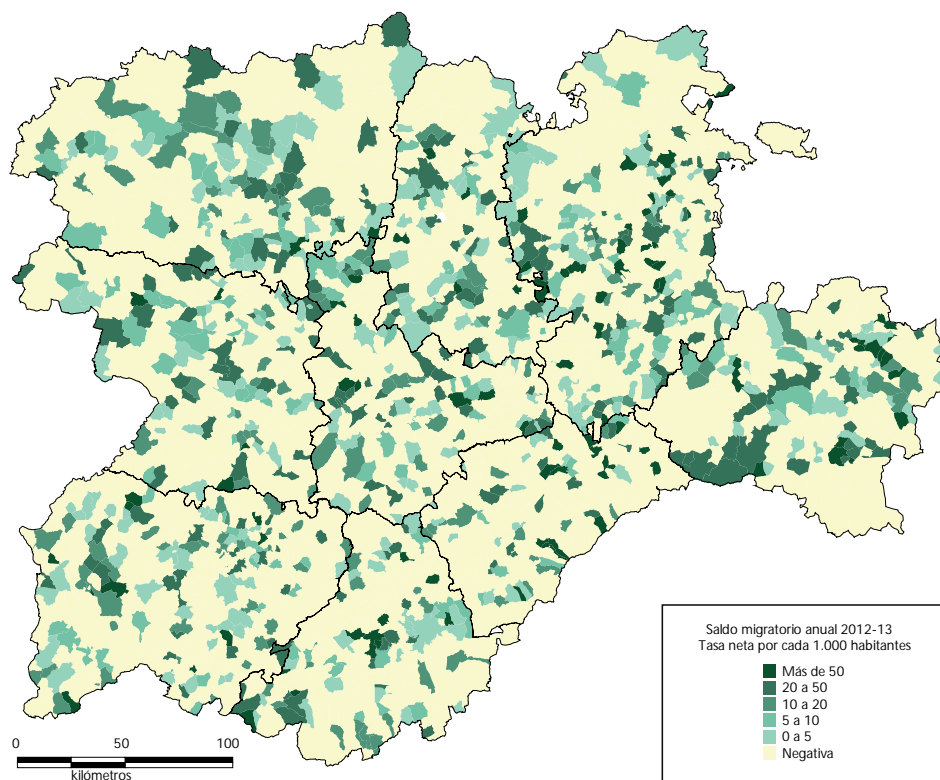 Saldo migratorio anual 2012-13
Tasa neta por cada 1.000 habitantes
Más de 50
20 a 50
10 a 20
5 a 10
0 a 5
Negativa
0 50 100
kilómetros